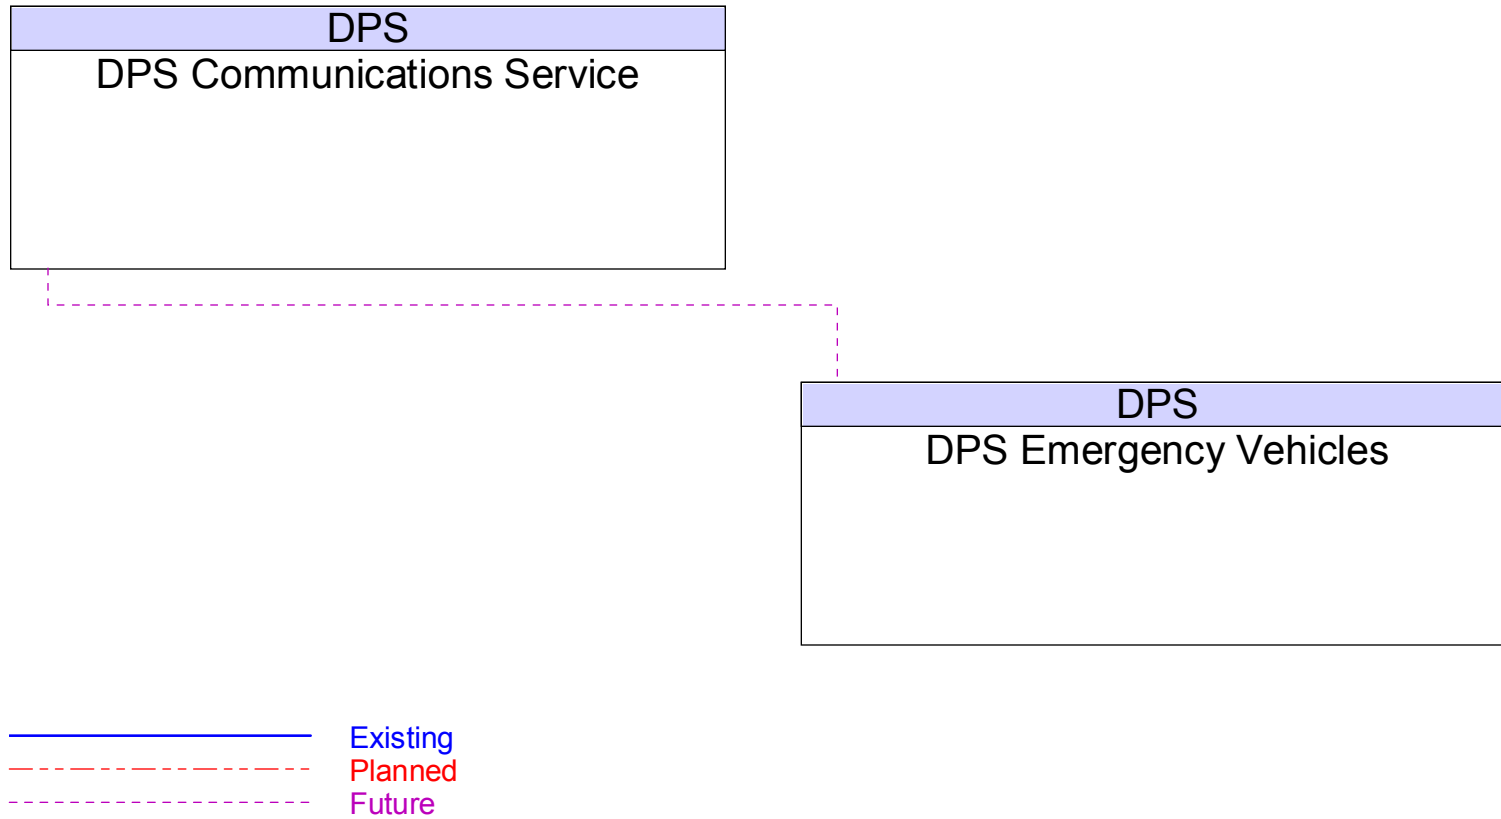 DPS
DPS Communications Service
DPS
DPS Emergency Vehicles
Existing
Planned
Future